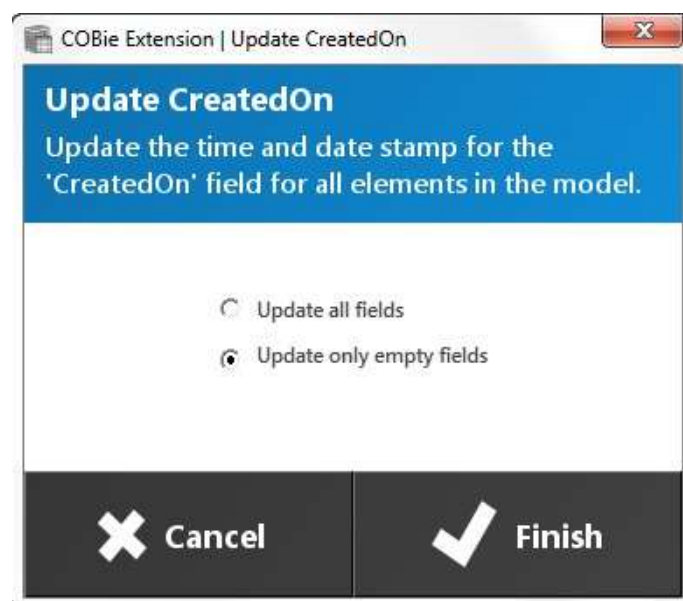 COBie Extension | Update CreatedOn
Update CreatedOn
Update the time and date stamp for the
'CreatedOn' field for all elements in the model.
Update all fields
Update only empty fields
Cancel
Finish